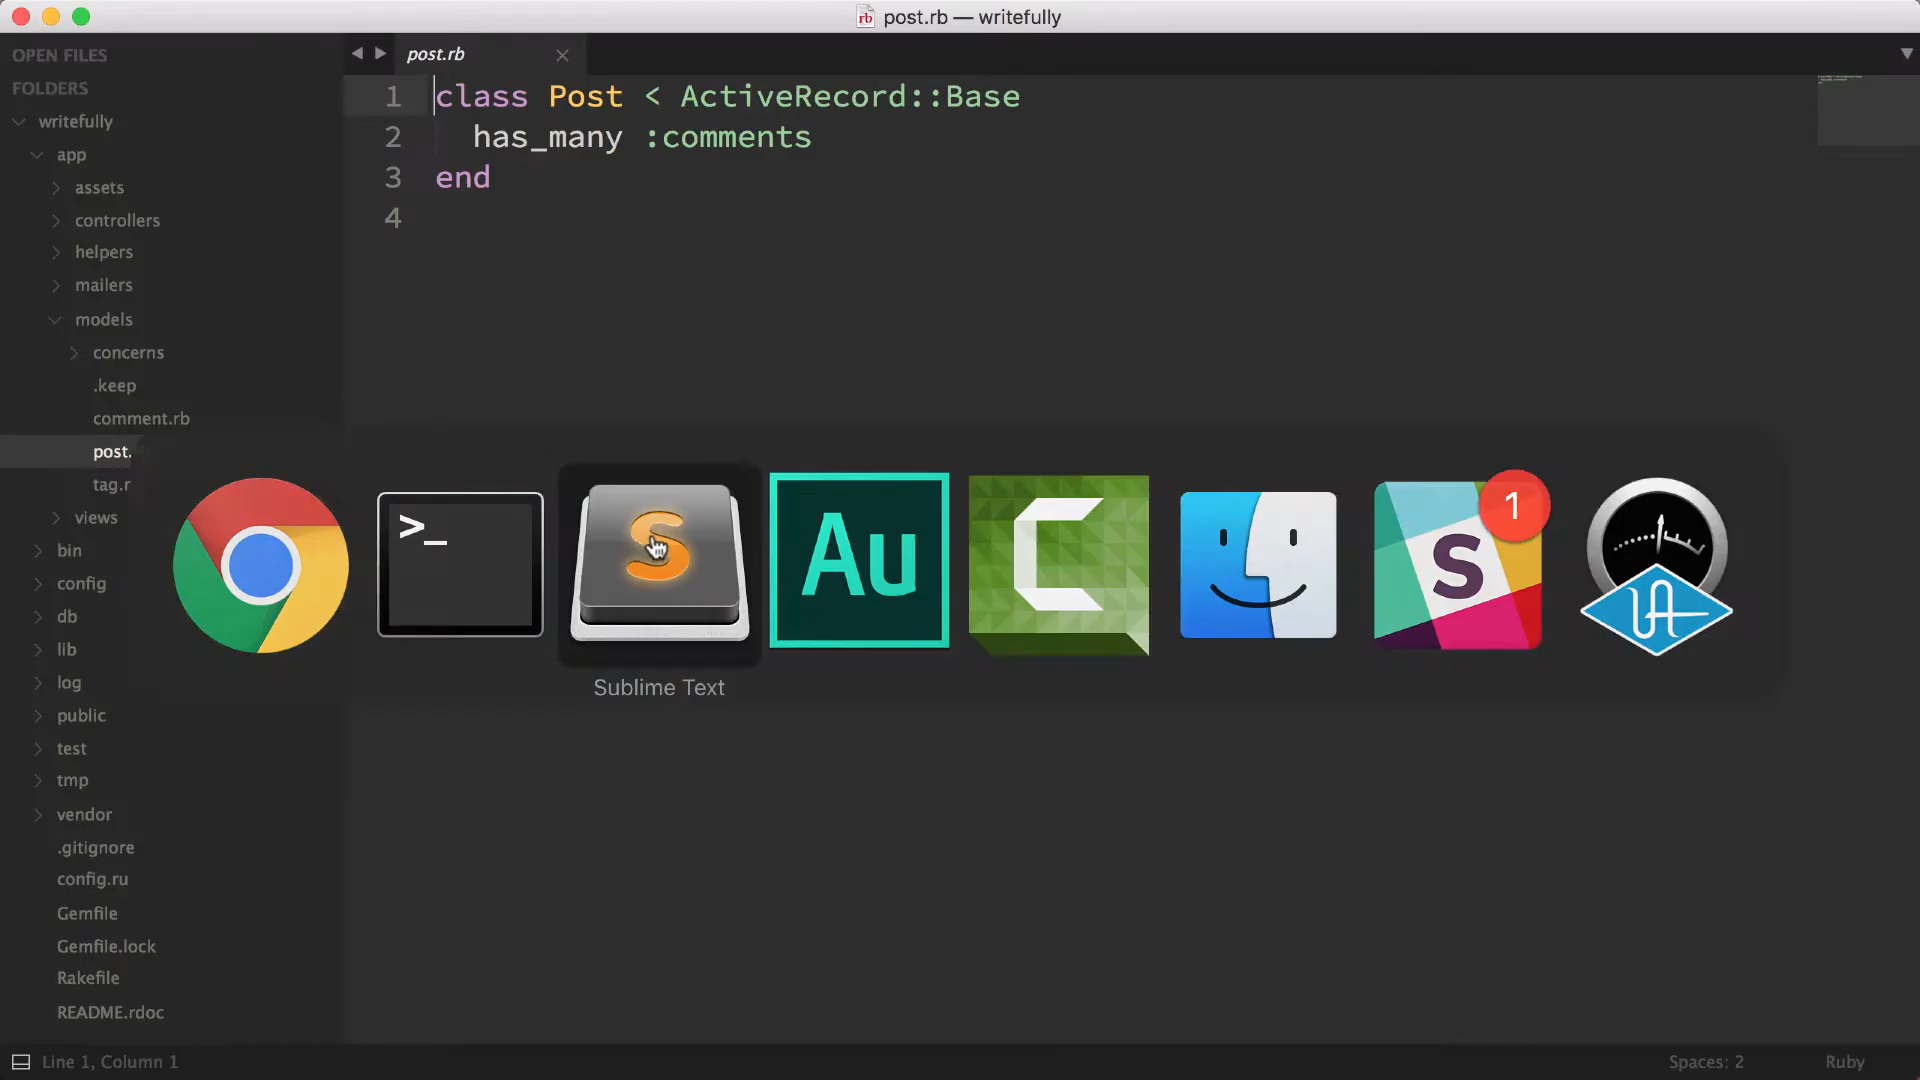 post.rb — writefully
OPEN FILES
FOLDERS
writefully
app
assets
controllers
helpers
mailers
models
concerns
.keep
comment.rb
post.
tag.r
views
bin
config
db
lib
log
public
test
tmp
vendor
.gitignore
config.ru
Gemfile
Gemfile.lock
Rakefile
README.rdoc
post.rb
1 class Post < ActiveRecord::Base
2 has_many :comments
3 end
4
>_
S
Au
C
S
1
UA
Sublime Text
Line 1, Column 1
Spaces: 2
Ruby